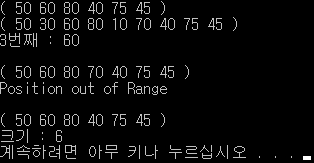 ( 50 60 80 40 75 45 )
( 50 30 60 80 10 70 40 75 45 )
3번째 : 60
( 50 60 80 70 40 75 45 )
Position out of Range
( 50 60 80 40 75 45 )
크기 : 6
계속하려면 아무 키나 누르십시오 . . .